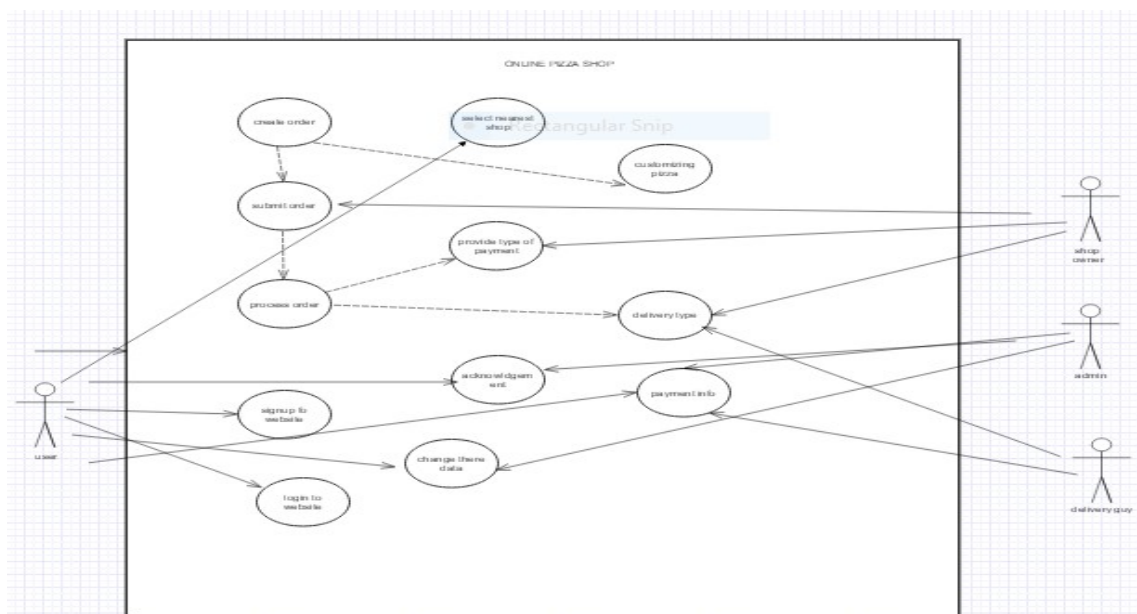 ONLINE PIZZA SHOP
create order
select nearest
shop
Rectangular Snip
customizing
pizza
submit order
provide type of
payment
shop
owner
process order
delivery type
acknowldgem
ent
payment info
admin
signup to
website
user
change there
data
login to
website
delivery guy